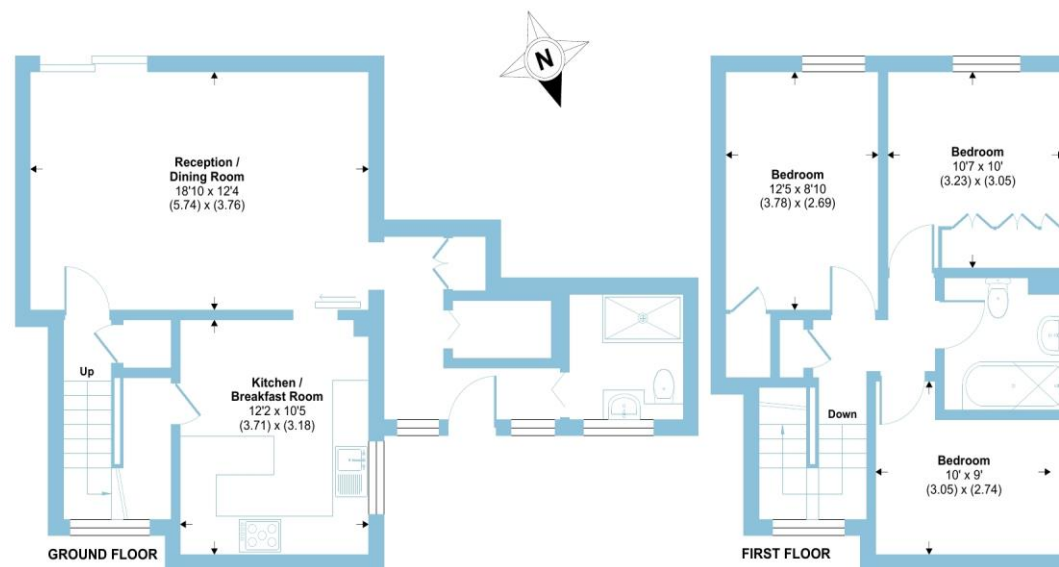 N
Reception /
Dining Room
18'10 x 12'4
(5.74) x (3.76)
Up
Kitchen /
Breakfast Room
12'2 x 10'5
(3.71) x (3.18)
GROUND FLOOR
Bedroom
12'5 x 8'10
(3.78) x (2.69)
Bedroom
10'7 x 10'
(3.23) x (3.05)
Down
Bedroom
10' x 9'
(3.05) x (2.74)
FIRST FLOOR